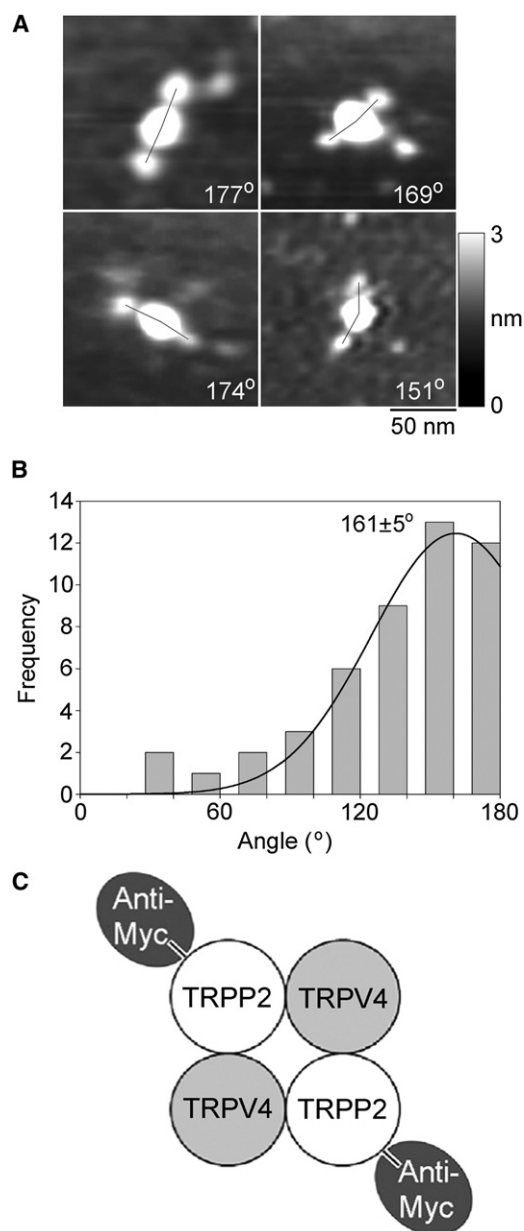 A
177°
169°
174°
151°
3
nm
0
50 nm
B
14
12
10
8
6
4
2
0
Frequency
161±5°
0
60
120
180
Angle (°)
C
Anti-
Myc
TRPP2
TRPV4
TRPV4
TRPP2
Anti-
Myc